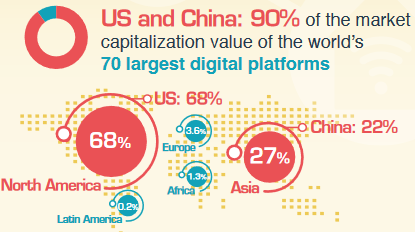 US and China: 90% of the market
capitalization value of the world's
70 largest digital platforms
US: 68%
68%
North America
3.6%
Europe
China: 22%
27%
Asia
1.3%
Africa
0.2%
Latin America